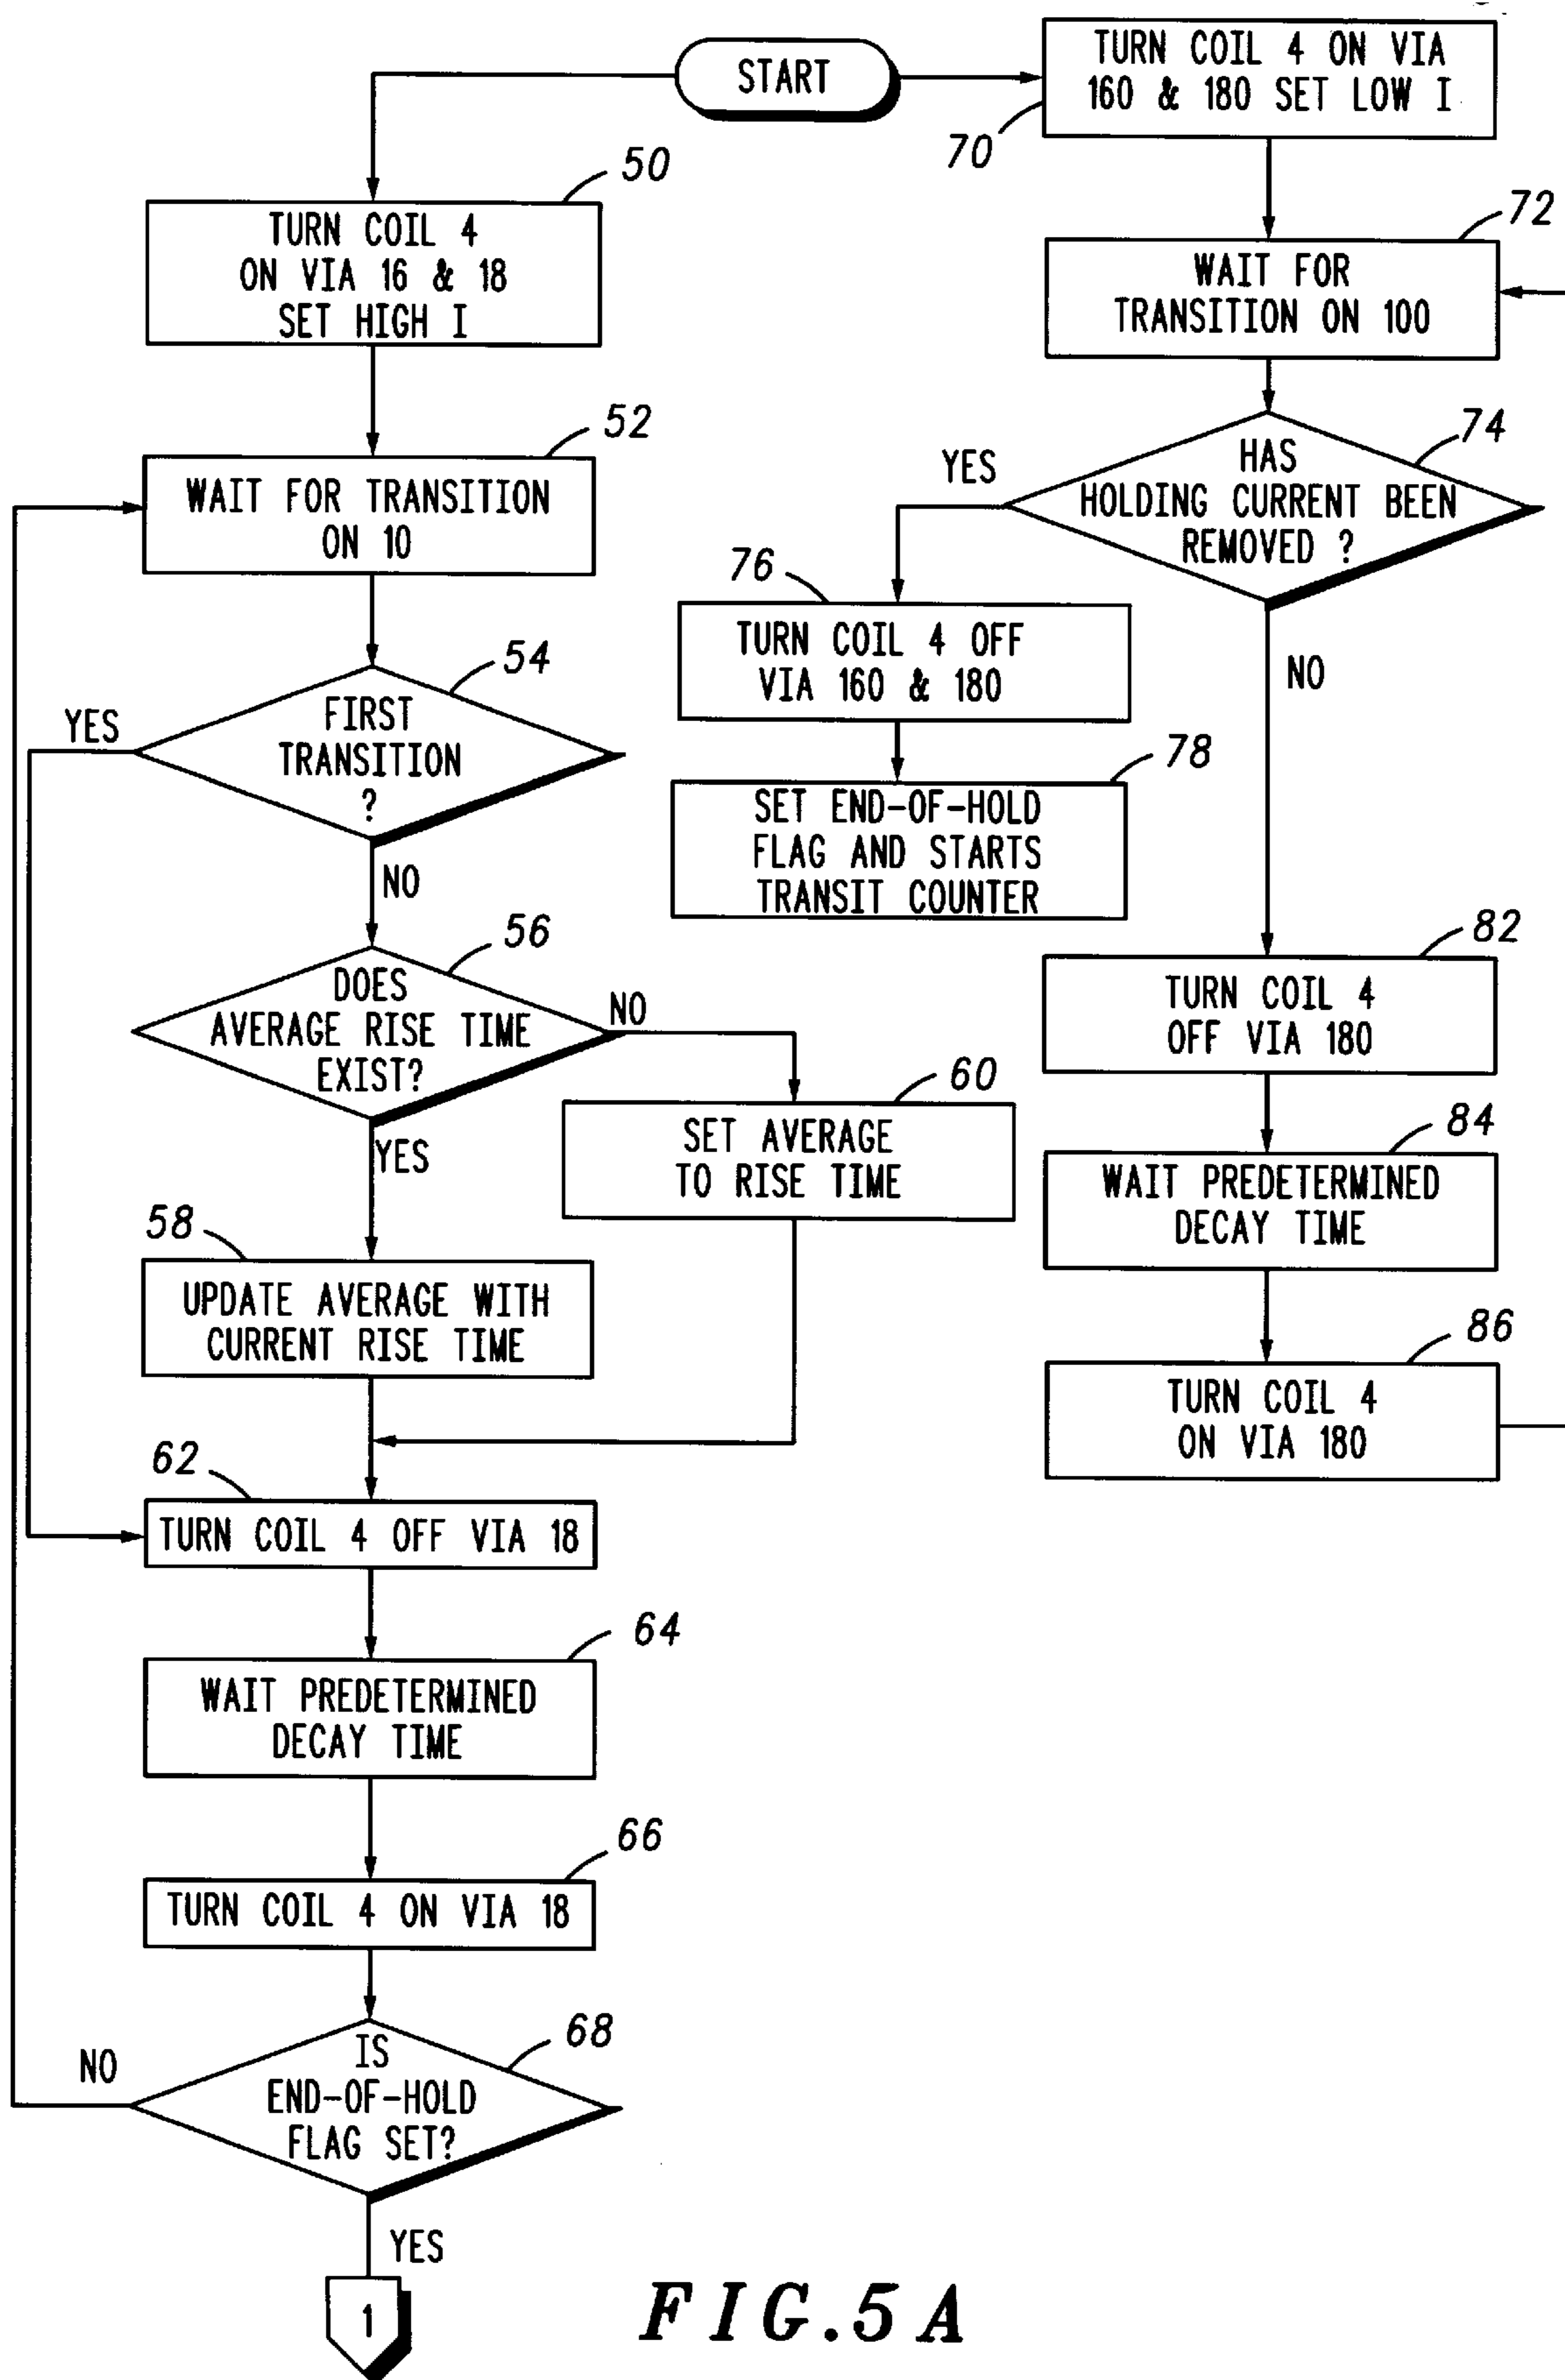 START
TURN COIL 4 ON VIA
160 & 180 SET LOW I
70
50
TURN COIL 4
ON VIA 16 & 18
SET HIGH I
72
WAIT FOR
TRANSITION ON 100
52
WAIT FOR TRANSITION
ON 10
74
HAS
HOLDING CURRENT BEEN
REMOVED ?
YES
NO
76
TURN COIL 4 OFF
VIA 160 & 180
54
FIRST
TRANSITION
?
YES
NO
78
SET END-OF-HOLD
FLAG AND STARTS
TRANSIT COUNTER
56
DOES
AVERAGE RISE TIME
EXIST?
NO
YES
60
SET AVERAGE
TO RISE TIME
82
TURN COIL 4
OFF VIA 180
84
WAIT PREDETERMINED
DECAY TIME
58
UPDATE AVERAGE WITH
CURRENT RISE TIME
86
TURN COIL 4
ON VIA 180
62
TURN COIL 4 OFF VIA 18
64
WAIT PREDETERMINED
DECAY TIME
66
TURN COIL 4 ON VIA 18
68
IS
END-OF-HOLD
FLAG SET?
NO
YES
1
FIG.5A